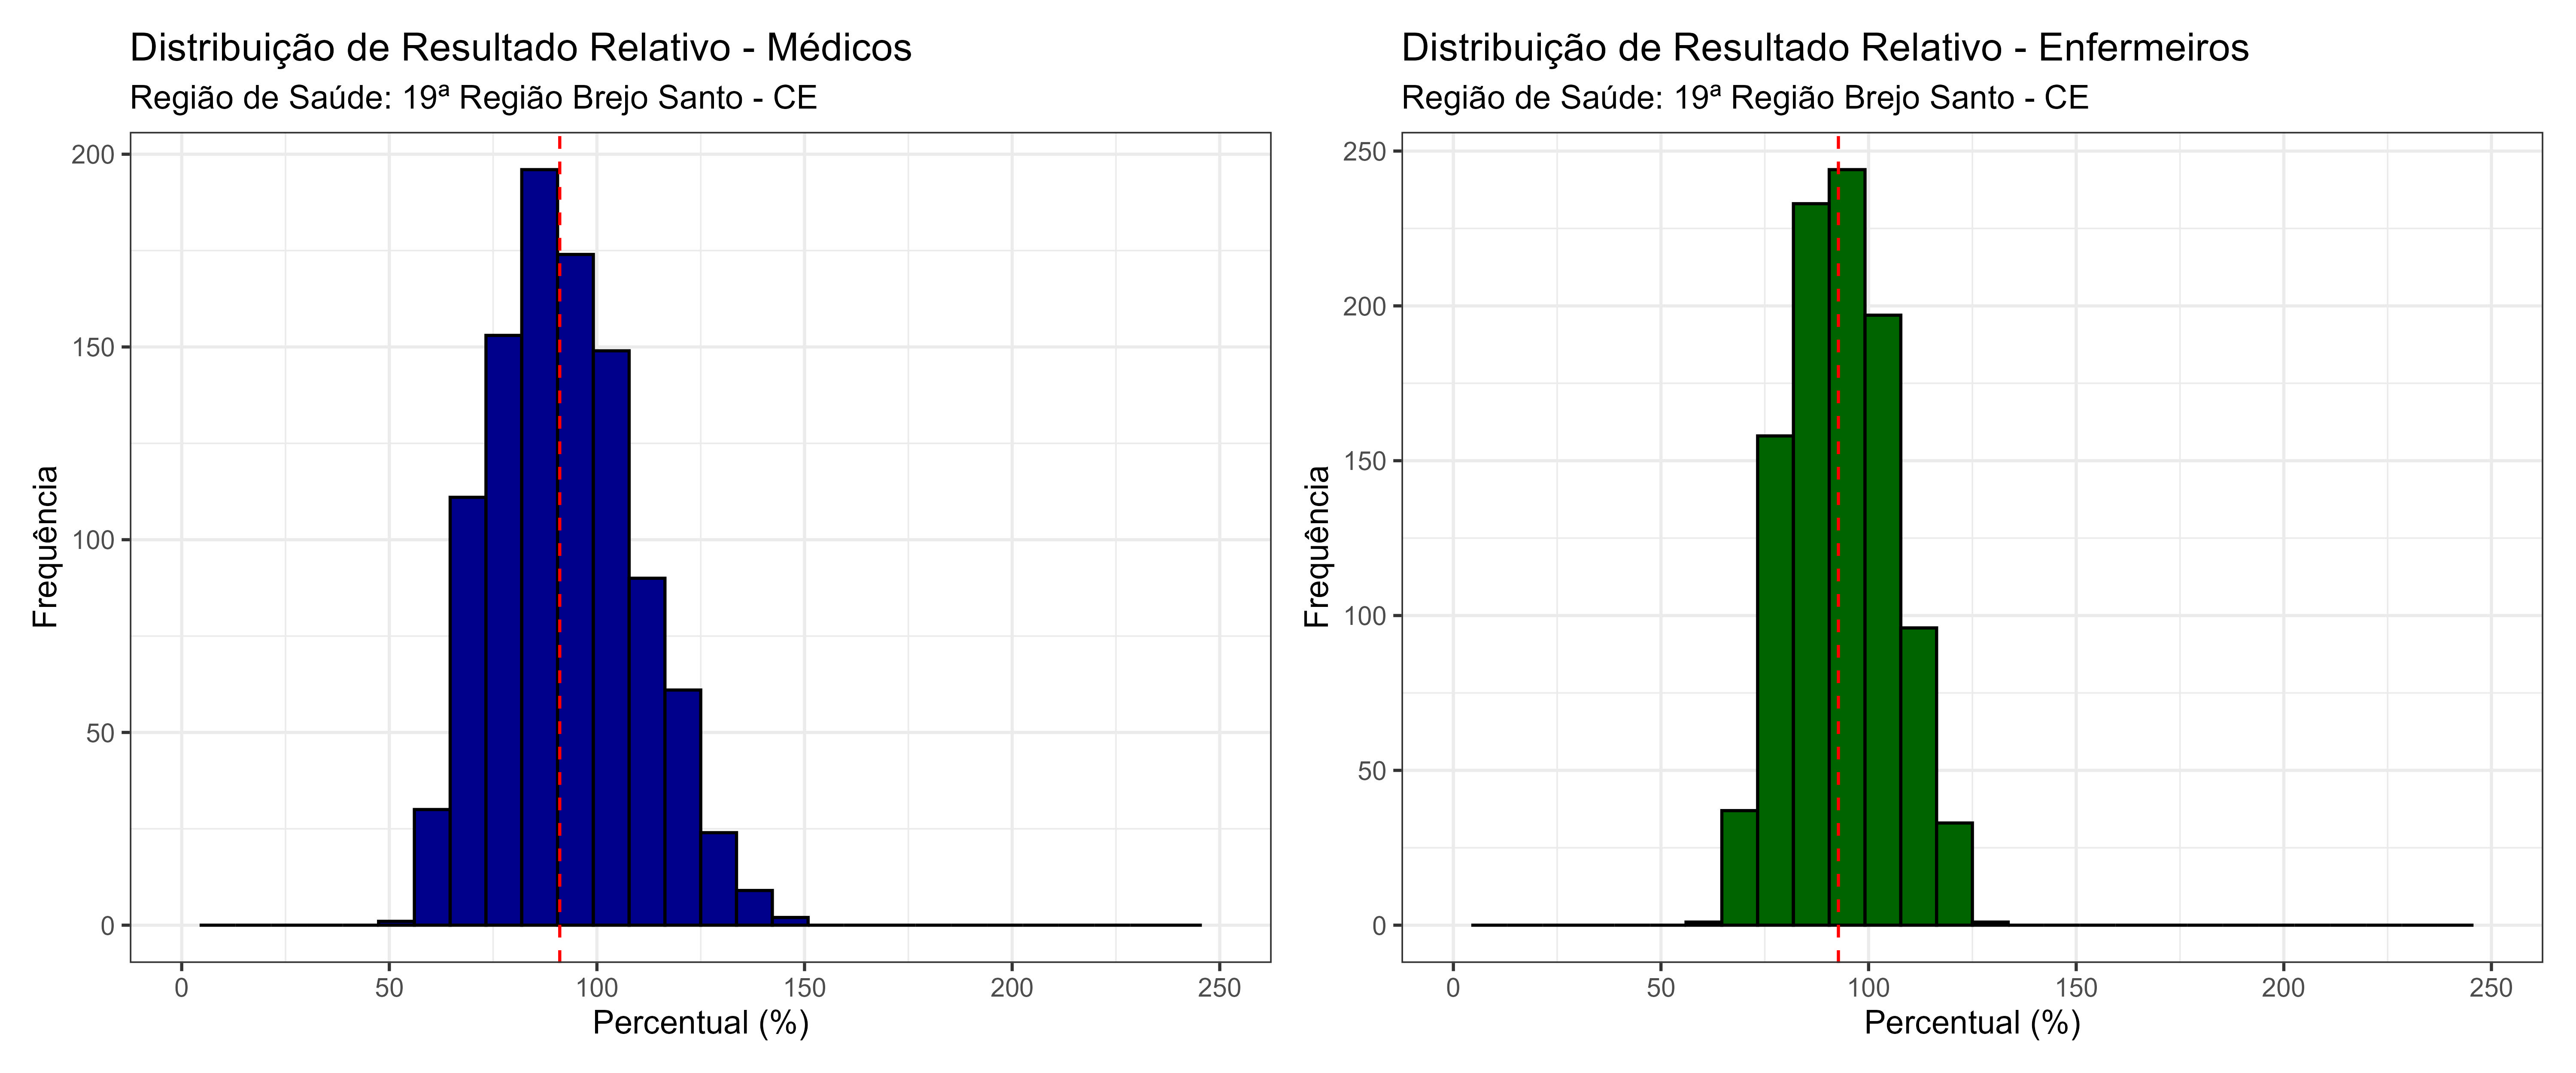 Distribuição de Resultado Relativo - Médicos
Região de Saúde: 19ª Região Brejo Santo - CE
200
150
100
50
0
Frequência
0 50 100 150 200 250
Percentual (%)
Distribuição de Resultado Relativo - Enfermeiros
Região de Saúde: 19ª Região Brejo Santo - CE
250
200
150
100
50
0
Frequência
0 50 100 150 200 250
Percentual (%)